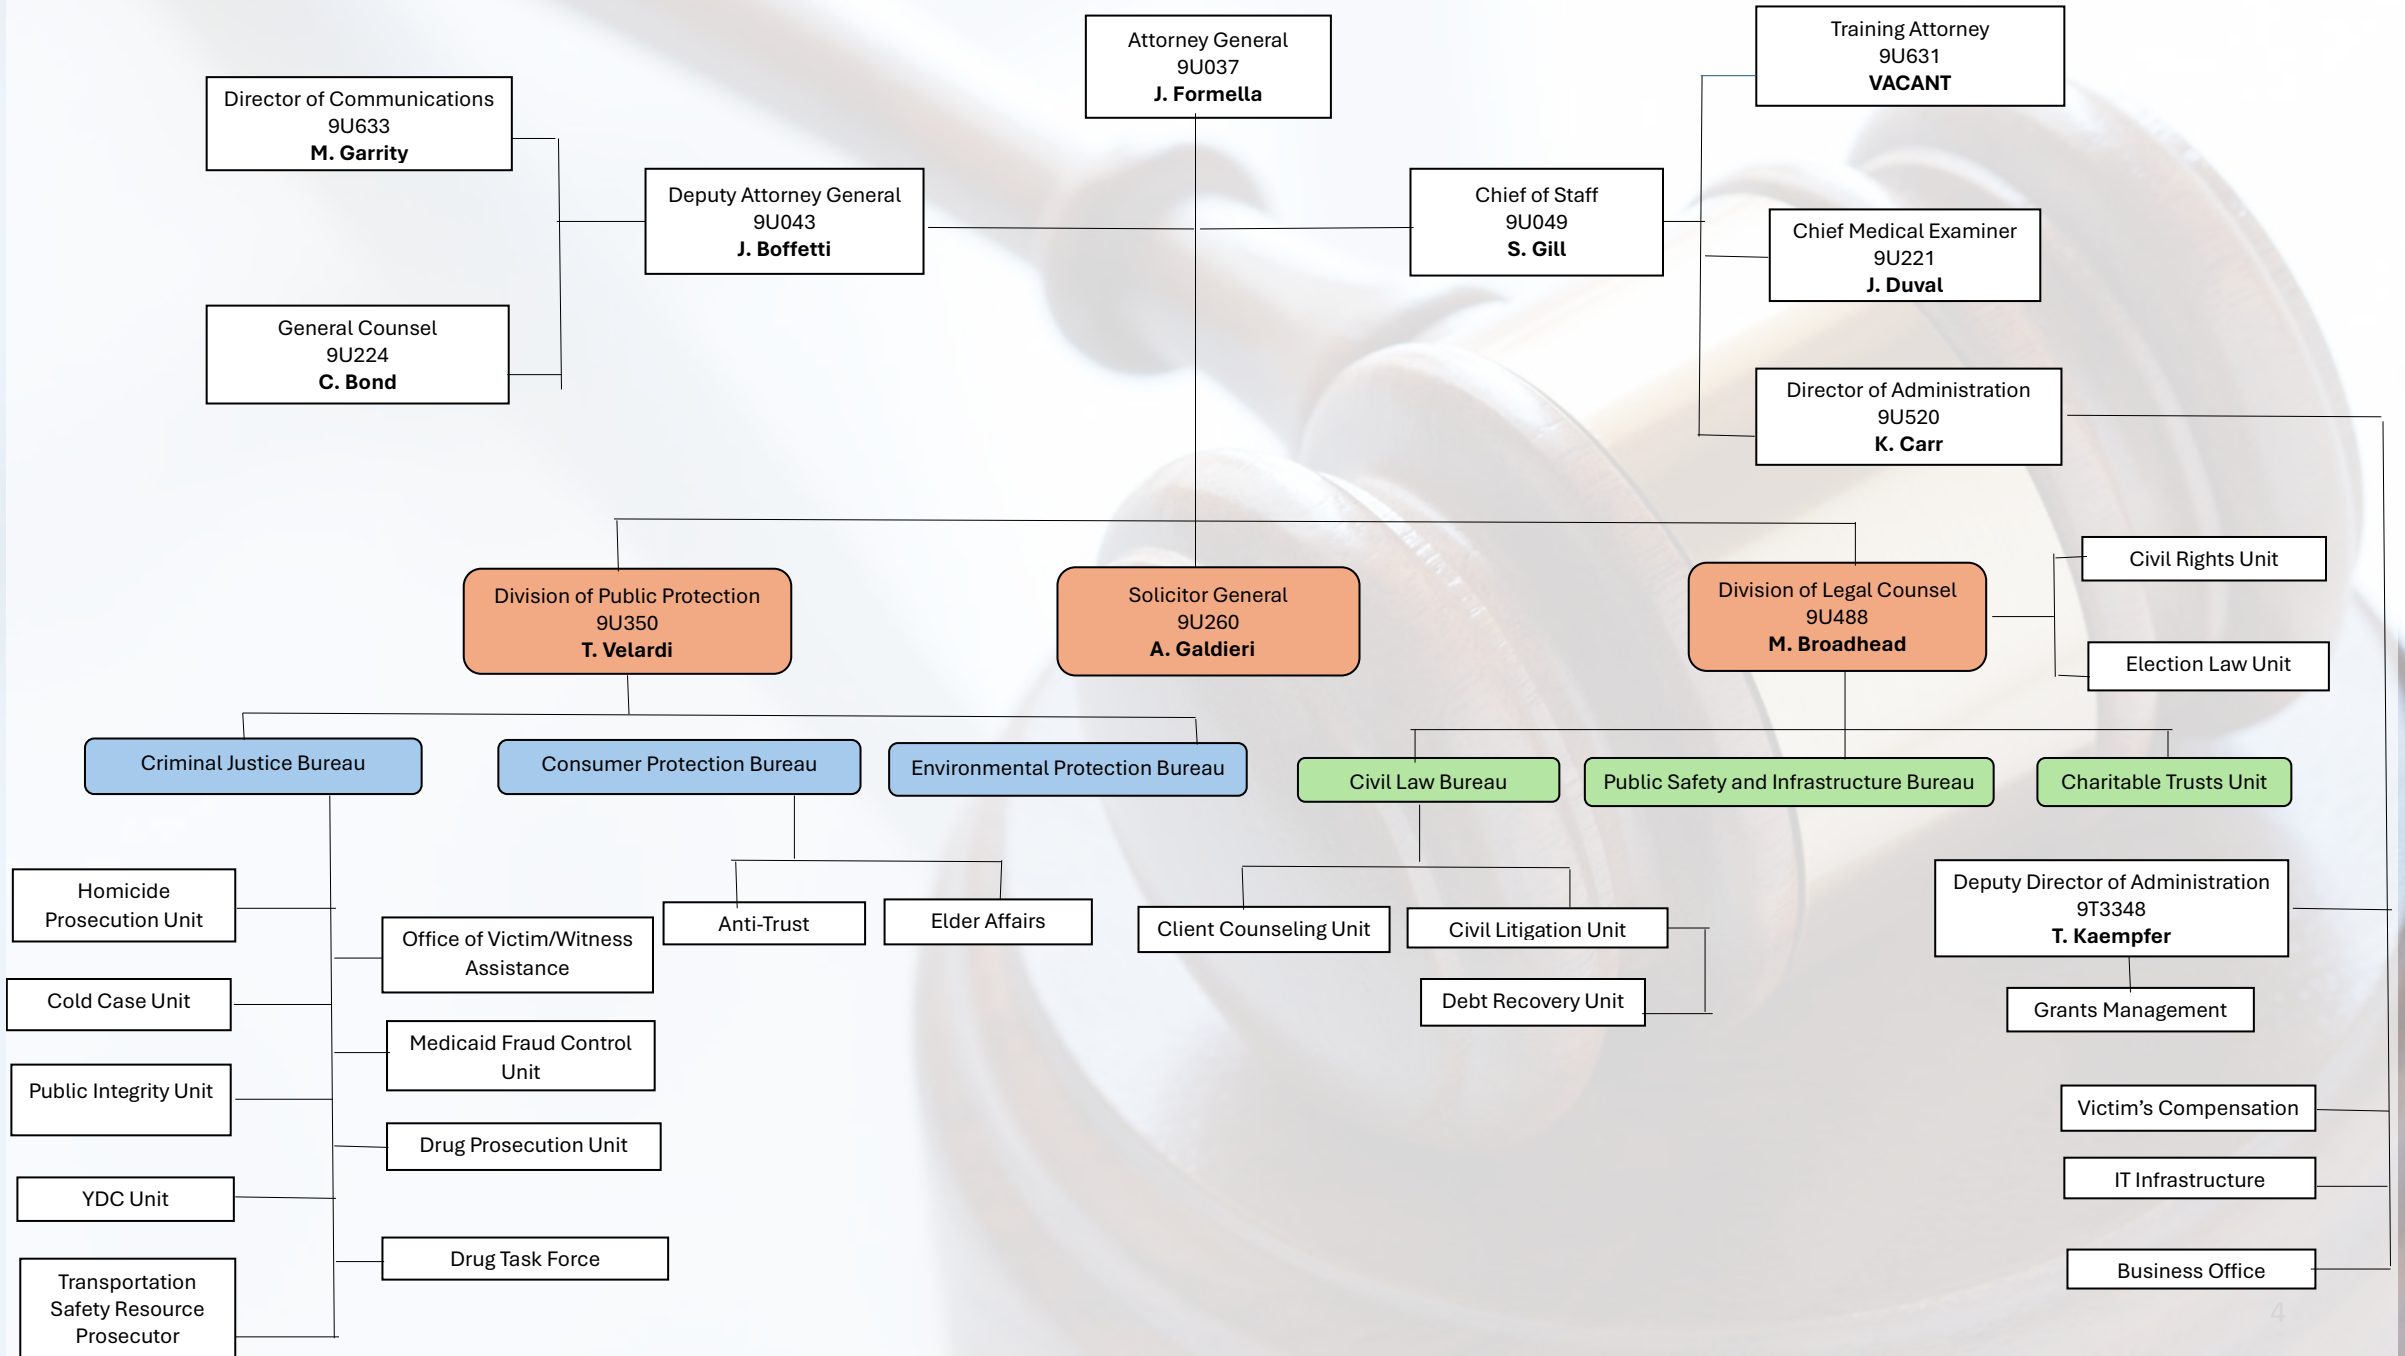 Attorney General
9U037
J. Formella
Training Attorney
9U631
VACANT
Director of Communications
9U633
M. Garrity
Deputy Attorney General
9U043
J. Boffetti
Chief of Staff
9U049
S. Gill
Chief Medical Examiner
9U221
J. Duval
General Counsel
9U224
C. Bond
Director of Administration
9U520
K. Carr
Division of Public Protection
9U350
T. Velardi
Solicitor General
9U260
A. Galdieri
Division of Legal Counsel
9U488
M. Broadhead
Civil Rights Unit
Election Law Unit
Criminal Justice Bureau
Consumer Protection Bureau
Environmental Protection Bureau
Civil Law Bureau
Public Safety and Infrastructure Bureau
Charitable Trusts Unit
Homicide
Prosecution Unit
Office of Victim/Witness
Assistance
Anti-Trust
Elder Affairs
Client Counseling Unit
Civil Litigation Unit
Deputy Director of Administration
9T3348
T. Kaempfer
Cold Case Unit
Debt Recovery Unit
Grants Management
Medicaid Fraud Control
Unit
Public Integrity Unit
Drug Prosecution Unit
Victim’s Compensation
YDC Unit
IT Infrastructure
Drug Task Force
Business Office
Transportation
Safety Resource
Prosecutor
4